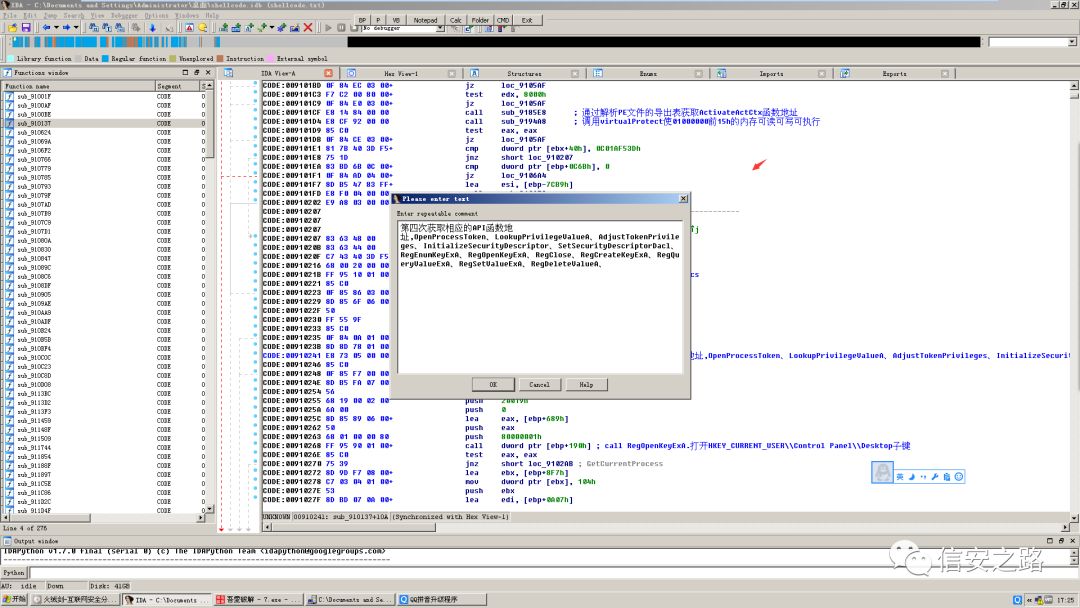 IDA - C:\Documents and Settings\Administrator\桌面\shellcode.idb (shellcode.txt)
File Edit Jump Search View Debugger Options Windows Help
BP P VB Notepad Calc Folder CMD Exit
No debugger
Library function Data Regular function Unexplored Instruction External symbol
Functions window
IDA View-A Hex View-1 Structures Enums Imports Exports
Function name Segment S
sub_91001F CODE 0
sub_9100AF CODE 0
sub_9100BE CODE 0
sub_910137 CODE 0
sub_910624 CODE 0
sub_91069A CODE 0
sub_9106F2 CODE 0
sub_910766 CODE 0
sub_910779 CODE 0
sub_910785 CODE 0
sub_910793 CODE 0
sub_9107F9 CODE 0
sub_9107AD CODE 0
sub_9107B9 CODE 0
sub_9107C9 CODE 0
sub_9107D1 CODE 0
sub_91080A CODE 0
sub_910830 CODE 0
sub_910847 CODE 0
sub_91089C CODE 0
sub_9108C6 CODE 0
sub_9108DF CODE 0
sub_910905 CODE 0
sub_9109AE CODE 0
sub_910AA9 CODE 0
sub_910ADF CODE 0
sub_910B24 CODE 0
sub_910B5B CODE 0
sub_910BF4 CODE 0
sub_910C0C CODE 0
sub_910C23 CODE 0
sub_910C8D CODE 0
sub_910D08 CODE 0
sub_9113BC CODE 0
sub_9113D2 CODE 0
sub_9113F3 CODE 0
sub_911459 CODE 0
sub_91148F CODE 0
sub_911509 CODE 0
sub_911744 CODE 0
sub_911854 CODE 0
sub_91188F CODE 0
sub_911897 CODE 0
sub_911C5E CODE 0
sub_911C86 CODE 0
sub_911D2C CODE 0
sub_911D4F CODE 0
Line 4 of 275
CODE:009101BD 0F 84 EC 03 00+ jz loc_9105AF
CODE:009101C3 F7 C2 00 80 00+ test edx, 8000h
CODE:009101C9 0F 84 E0 03 00+ jz loc_9105AF
CODE:009101CF E8 14 84 00 00 call sub_9185E8 ; 通过解析PE文件的导出表获取ActivateActCtx函数地址
CODE:009101D4 E8 CF 92 00 00 call sub_9194A8 ; 调用virtualProtect使01000000前15h的内存可读可写可执行
CODE:009101D9 85 C0 test eax, eax
CODE:009101DB 0F 84 CE 03 00+ jz loc_9105AF
CODE:009101E1 81 7B 40 3D F5+ cmp dword ptr [ebx+40h], 0C01AF53Dh
CODE:009101E8 75 1D jnz short loc_910207
CODE:009101EA 83 BD 6B 0C 00+ cmp dword ptr [ebp+0C6Bh], 0
CODE:009101F1 0F 84 AD 04 00+ jz loc_9106A4
CODE:009101F7 8D B5 47 83 FF+ lea esi, [ebp-7CB9h]
CODE:009101FD E8 F0 04 00 00
CODE:00910202 E9 A8 03 00 00
CODE:00910207
CODE:00910207
CODE:00910207
CODE:00910207 83 63 48 00
CODE:0091020B 83 63 44 00
CODE:0091020F C7 43 40 3D F5
CODE:00910216 68 00 20 00 00
CODE:0091021B FF 95 10 01 00
CODE:00910221 85 C0
CODE:00910223 0F 85 86 03 00
CODE:00910229 8D 85 6F 06 00
CODE:0091022F 50
CODE:00910230 FF 55 9F
CODE:00910233 85 C0
CODE:00910235 0F 84 0A 01 00
CODE:0091023B 8D 8D 78 01 00
CODE:00910241 E8 73 05 00 00 地址,OpenProcessToken、LookupPrivilegeValueA、AdjustTokenPrivileges、InitializeSecurit
CODE:00910246 85 C0
CODE:00910248 0F 85 F7 00 00
CODE:0091024E 8D B5 FA 07 00
CODE:00910254 56
CODE:00910255 68 19 00 02 00 push 20019h
CODE:0091025A 6A 00 push 0
CODE:0091025C 8D 85 89 06 00+ lea eax, [ebp+689h]
CODE:00910262 50 push eax
CODE:00910263 68 01 00 00 80 push 80000001h
CODE:00910268 FF 95 90 01 00+ call dword ptr [ebp+190h] ; call RegOpenKeyExA.打开HKEY_CURRENT_USER\\Control Panel\\Desktop子键
CODE:0091026E 85 C0 test eax, eax
CODE:00910270 75 39 jnz short loc_9102AB ; GetCurrentProcess
CODE:00910272 8D 9D F7 08 00+ lea ebx, [ebp+8F7h]
CODE:00910278 C7 03 04 01 00+ mov dword ptr [ebx], 104h
CODE:0091027E 53 push ebx
CODE:0091027F 8D BD 07 0A 00+ lea edi, [ebp+0A07h]
UNKNOWN 00910241: sub_910137+10A (Synchronized with Hex View-1)
Please enter text
Enter repeatable comment
第四次获取相应的API函数地
址,OpenProcessToken、LookupPrivilegeValueA、AdjustTokenPrivile
ges、InitializeSecurityDescriptor、SetSecurityDescriptorDacl、
RegEnumKeyExA、RegOpenKeyExA、RegClose、RegCreateKeyExA、RegQu
eryValueExA、RegSetValueExA、RegDeleteValueA、
OK Cancel Help
英
Output window
IDAPython v1.7.0 final (serial 0) (c) The IDAPython Team <idapython@googlegroups.com>
Python
AU: idle Down Disk: 41GB
信安之路
开始 火绒剑-互联网安全分... IDA - C:\Documents ... 吾爱破解 - 7.exe - ... C:\Documents and Se... QQ拼音升级程序 17:25